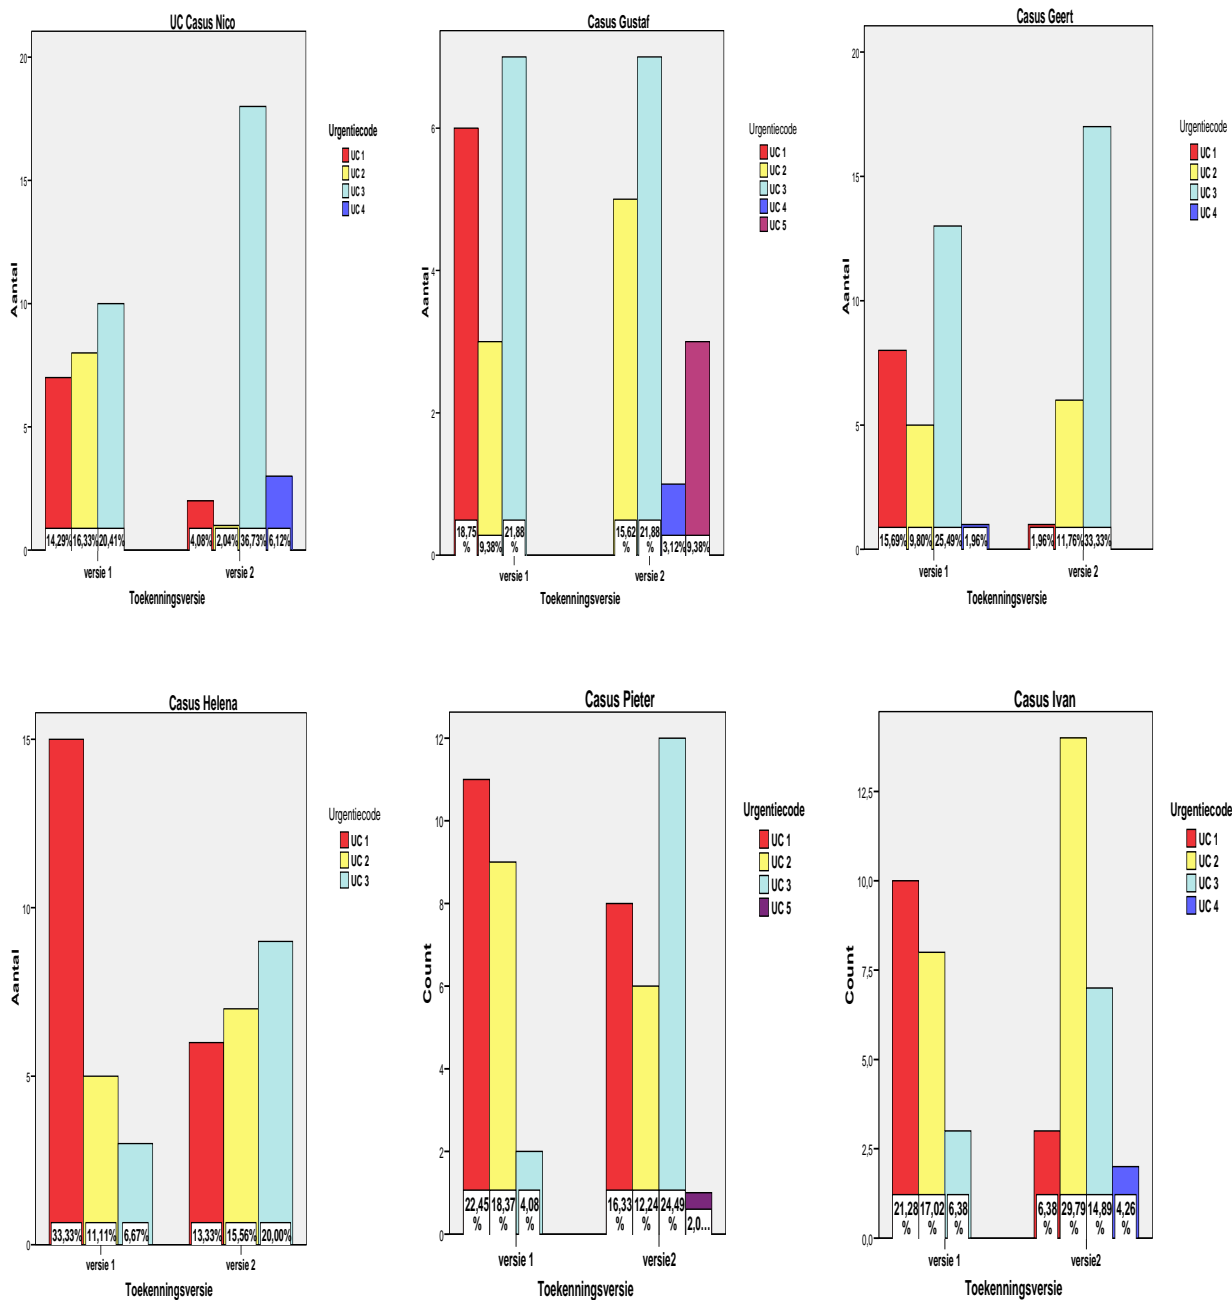 UC Casus Nico
20
15
10
5
0
Aantal
14,29% 16,33% 20,41%
4,08% 2,04% 36,73% 6,12%
versie 1
versie 2
Toekenningsversie
Urgentiecode
UC 1
UC 2
UC 3
UC 4
Casus Gustaf
6
4
2
0
Aantal
18,75 % 9,38% 21,88 %
15,62 % 21,88 % 3,12% 9,38%
versie 1
versie 2
Toekenningsversie
Urgentiecode
UC 1
UC 2
UC 3
UC 4
UC 5
Casus Geert
20
15
10
5
0
Aantal
15,69% 9,80% 25,49% 1,96%
1,96% 11,76% 33,33%
versie 1
versie 2
Toekenningsversie
Urgentiecode
UC 1
UC 2
UC 3
UC 4
Casus Helena
15
10
5
0
Aantal
33,33% 11,11% 6,67%
13,33% 15,56% 20,00%
versie 1
versie 2
Toekenningsversie
Urgentiecode
UC 1
UC 2
UC 3
Casus Pieter
12
10
8
6
4
2
0
Count
22,45 % 18,37 % 4,08 %
16,33 % 12,24 % 24,49 % 2,0...
versie 1
versie2
Toekenningsversie
Urgentiecode
UC 1
UC 2
UC 3
UC 5
Casus Ivan
12,5
10,0
7,5
5,0
2,5
0,0
Count
21,28 % 17,02 % 6,38 %
6,38 % 29,79 % 14,89 % 4,26 %
versie 1
versie2
Toekenningsversie
Urgentiecode
UC 1
UC 2
UC 3
UC 4